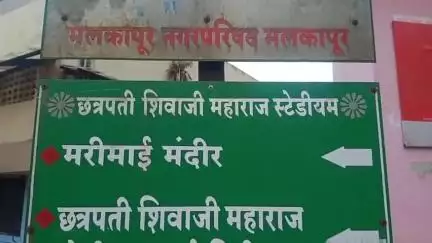 मलकापूर नगरपरिषद मलकापूर
छत्रपती शिवाजी महाराज स्टेडीयम
मरीमाई मंदीर
छत्रपती शिवाजी महाराज